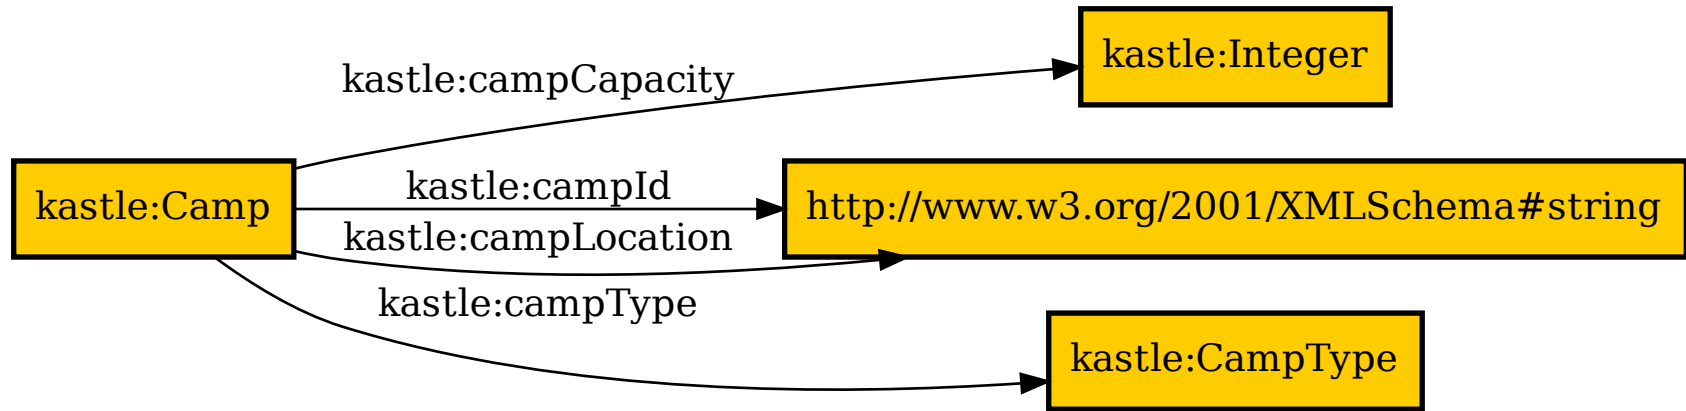 kastle:campCapacity
kastle:Integer
kastle:Camp
kastle:campId
http://www.w3.org/2001/XMLSchema#string
kastle:campLocation
kastle:campType
kastle:CampType